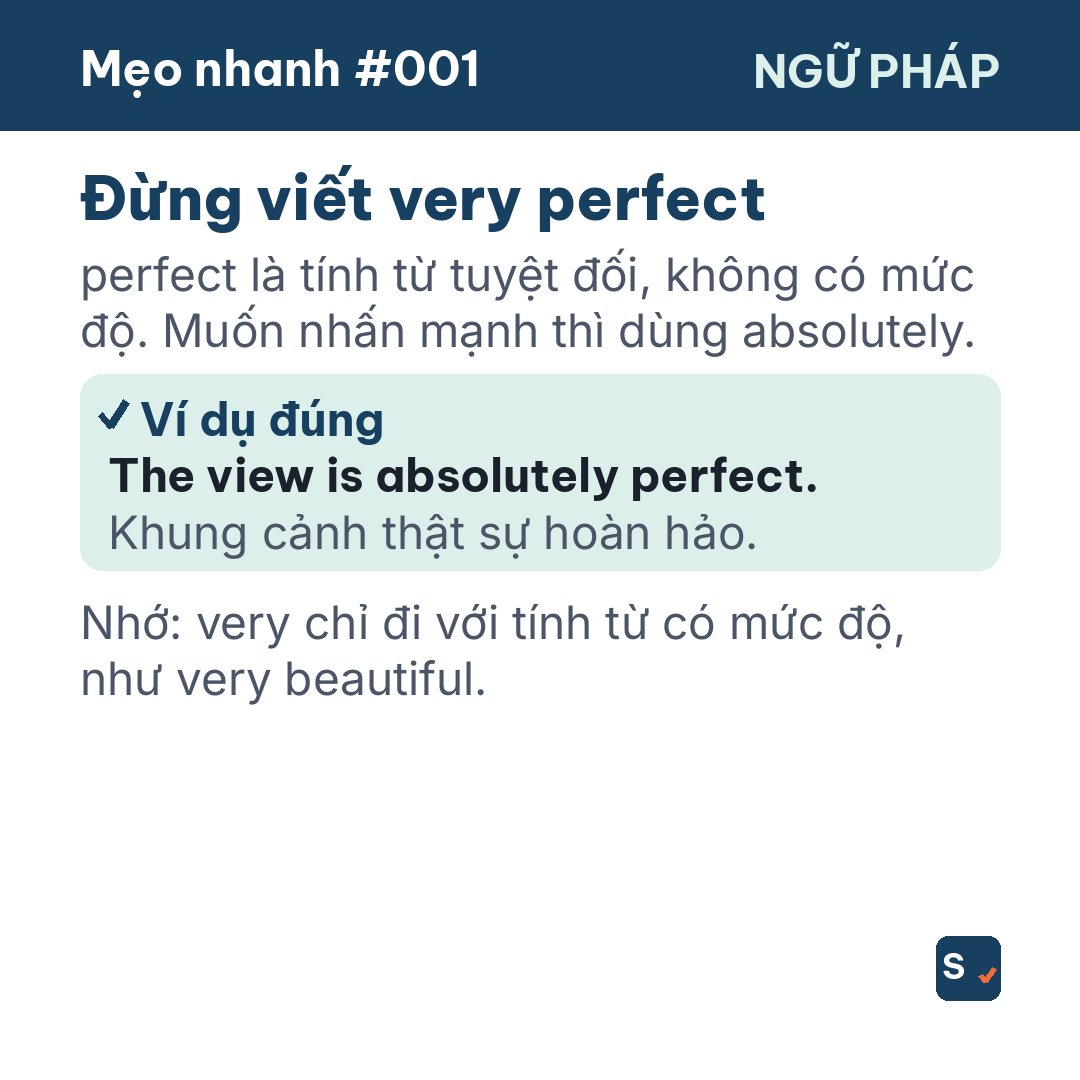 Mẹo nhanh #001
NGỮ PHÁP
Đừng viết very perfect
perfect là tính từ tuyệt đối, không có mức
độ. Muốn nhấn mạnh thì dùng absolutely.
Ví dụ đúng
The view is absolutely perfect.
Khung cảnh thật sự hoàn hảo.
Nhớ: very chỉ đi với tính từ có mức độ,
như very beautiful.
S